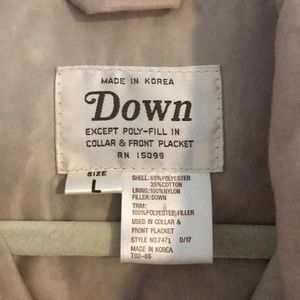 MADE IN KOREA
Down
EXCEPT POLY-FILL IN
COLLAR & FRONT PLACKET
RN 15099
SIZE
L
SHELL: 65%POLYESTER
35%COTTON
LINING: 100%NYLON
FILLER: DOWN
TRIM:
100%POLYESTER FILLER
USED IN COLLAR &
FRONT PLACKET
STYLE NO.7471 D/17
MADE IN KOREA
T02-66